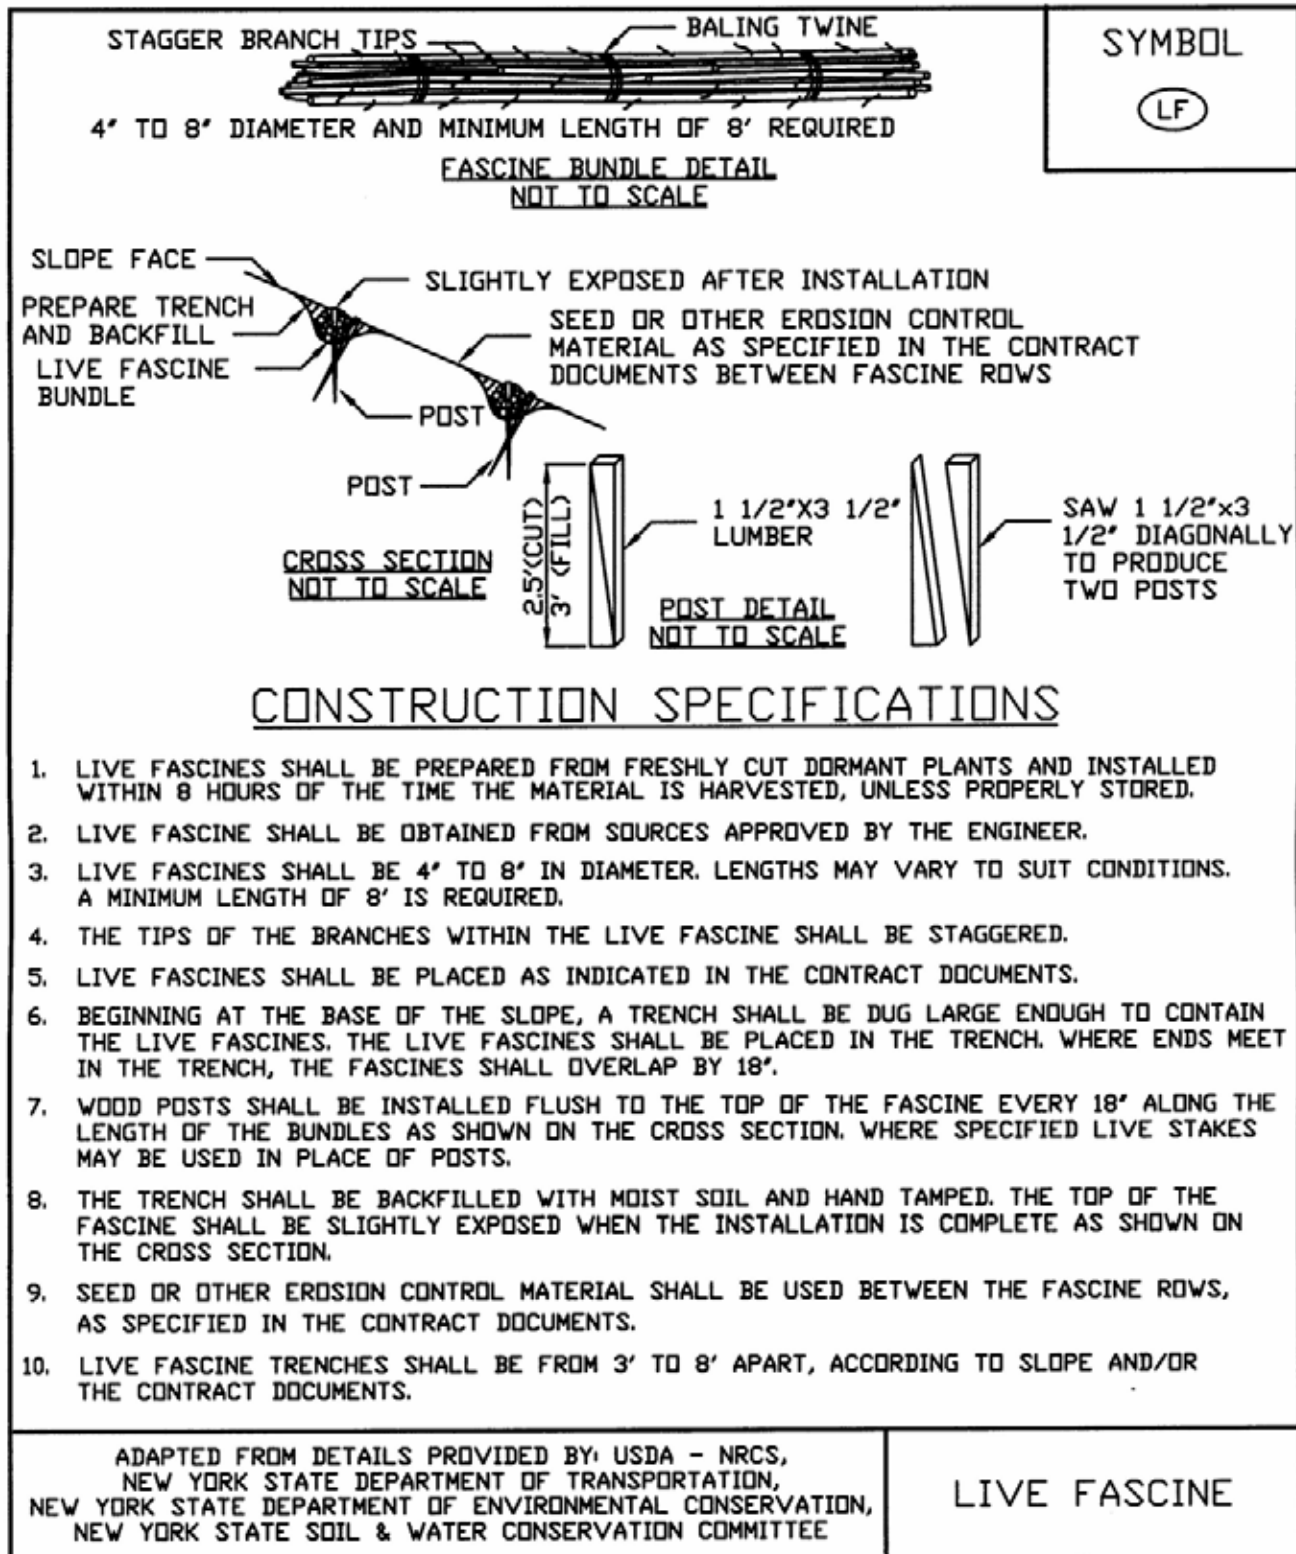 STAGGER BRANCH TIPS
BALING TWINE
4" TO 8" DIAMETER AND MINIMUM LENGTH OF 8' REQUIRED
FASCINE BUNDLE DETAIL
NOT TO SCALE
SYMBOL
LF
SLOPE FACE
SLIGHTLY EXPOSED AFTER INSTALLATION
PREPARE TRENCH
AND BACKFILL
SEED OR OTHER EROSION CONTROL
MATERIAL AS SPECIFIED IN THE CONTRACT
DOCUMENTS BETWEEN FASCINE ROWS
LIVE FASCINE
BUNDLE
POST
POST
CROSS SECTION
NOT TO SCALE
2.5'(CUT)
3' (FILL)
1 1/2"X3 1/2"
LUMBER
POST DETAIL
NOT TO SCALE
SAW 1 1/2"x3
1/2" DIAGONALLY
TO PRODUCE
TWO POSTS
CONSTRUCTION SPECIFICATIONS
1. LIVE FASCINES SHALL BE PREPARED FROM FRESHLY CUT DORMANT PLANTS AND INSTALLED
WITHIN 8 HOURS OF THE TIME THE MATERIAL IS HARVESTED, UNLESS PROPERLY STORED.
2. LIVE FASCINE SHALL BE OBTAINED FROM SOURCES APPROVED BY THE ENGINEER.
3. LIVE FASCINES SHALL BE 4" TO 8" IN DIAMETER. LENGTHS MAY VARY TO SUIT CONDITIONS.
A MINIMUM LENGTH OF 8' IS REQUIRED.
4. THE TIPS OF THE BRANCHES WITHIN THE LIVE FASCINE SHALL BE STAGGERED.
5. LIVE FASCINES SHALL BE PLACED AS INDICATED IN THE CONTRACT DOCUMENTS.
6. BEGINNING AT THE BASE OF THE SLOPE, A TRENCH SHALL BE DUG LARGE ENOUGH TO CONTAIN
THE LIVE FASCINES. THE LIVE FASCINES SHALL BE PLACED IN THE TRENCH. WHERE ENDS MEET
IN THE TRENCH, THE FASCINES SHALL OVERLAP BY 18".
7. WOOD POSTS SHALL BE INSTALLED FLUSH TO THE TOP OF THE FASCINE EVERY 18" ALONG THE
LENGTH OF THE BUNDLES AS SHOWN ON THE CROSS SECTION. WHERE SPECIFIED LIVE STAKES
MAY BE USED IN PLACE OF POSTS.
8. THE TRENCH SHALL BE BACKFILLED WITH MOIST SOIL AND HAND TAMPED. THE TOP OF THE
FASCINE SHALL BE SLIGHTLY EXPOSED WHEN THE INSTALLATION IS COMPLETE AS SHOWN ON
THE CROSS SECTION.
9. SEED OR OTHER EROSION CONTROL MATERIAL SHALL BE USED BETWEEN THE FASCINE ROWS,
AS SPECIFIED IN THE CONTRACT DOCUMENTS.
10. LIVE FASCINE TRENCHES SHALL BE FROM 3' TO 8' APART, ACCORDING TO SLOPE AND/OR
THE CONTRACT DOCUMENTS.
ADAPTED FROM DETAILS PROVIDED BY: USDA - NRCS,
NEW YORK STATE DEPARTMENT OF TRANSPORTATION,
NEW YORK STATE DEPARTMENT OF ENVIRONMENTAL CONSERVATION,
NEW YORK STATE SOIL & WATER CONSERVATION COMMITTEE
LIVE FASCINE